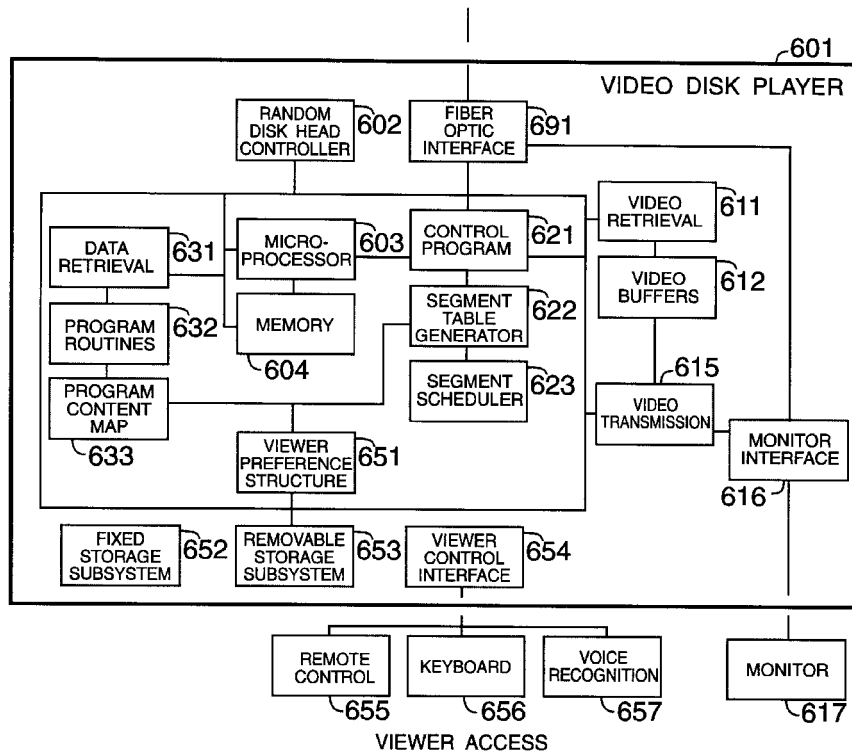 601
VIDEO DISK PLAYER
RANDOM
DISK HEAD
CONTROLLER
602
FIBER
OPTIC
INTERFACE
691
DATA
RETRIEVAL
631
MICRO-
PROCESSOR
603
CONTROL
PROGRAM
621
VIDEO
RETRIEVAL
611
PROGRAM
ROUTINES
632
MEMORY
604
SEGMENT
TABLE
GENERATOR
622
VIDEO
BUFFERS
612
PROGRAM
CONTENT
MAP
633
SEGMENT
SCHEDULER
623
615
VIDEO
TRANSMISSION
VIEWER
PREFERENCE
STRUCTURE
651
MONITOR
INTERFACE
616
FIXED
STORAGE
SUBSYSTEM
652
REMOVABLE
STORAGE
SUBSYSTEM
653
VIEWER
CONTROL
INTERFACE
654
REMOTE
CONTROL
655
KEYBOARD
656
VOICE
RECOGNITION
657
MONITOR
617
VIEWER ACCESS